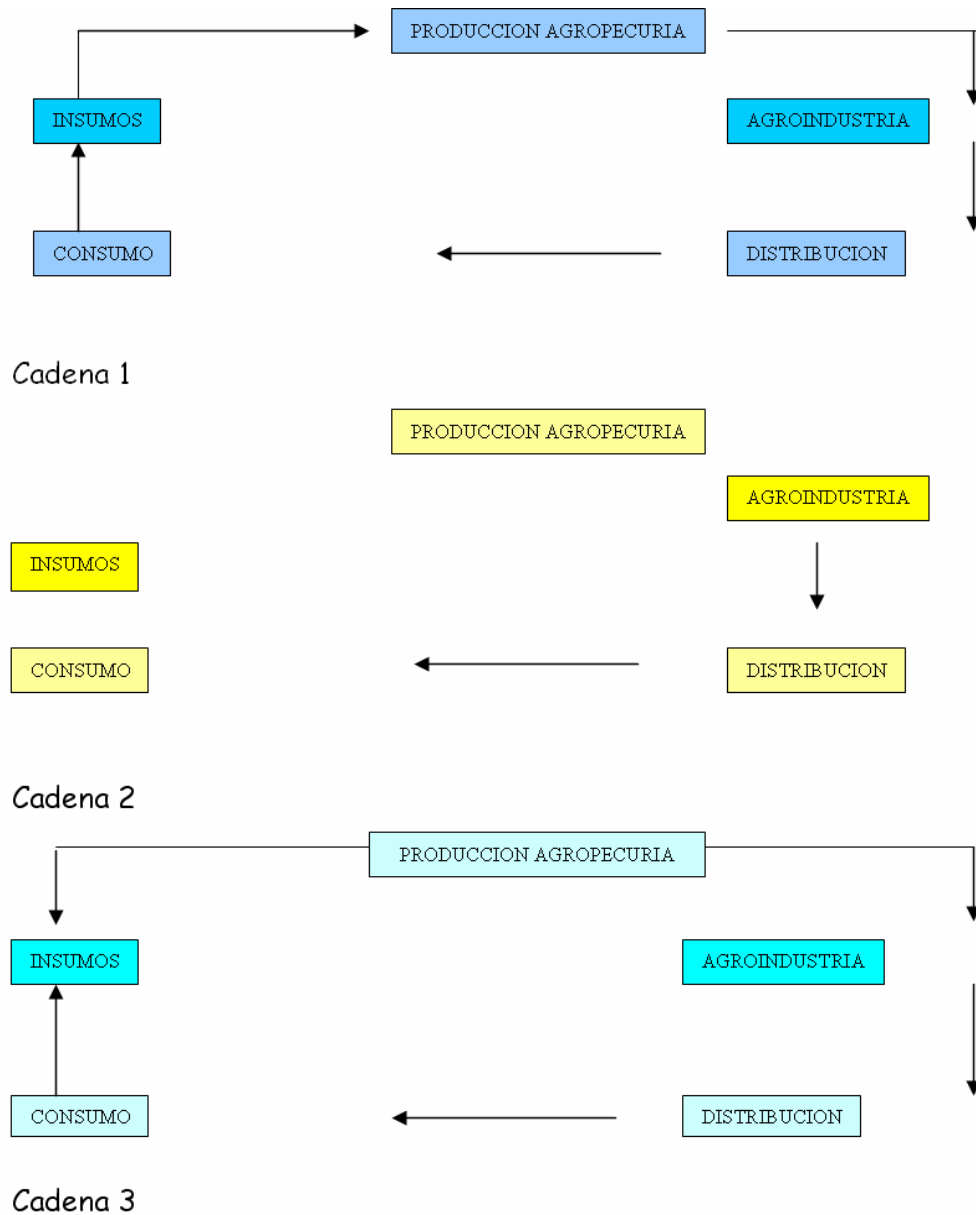 PRODUCCION AGROPECURIA
INSUMOS
AGROINDUSTRIA
CONSUMO
DISTRIBUCION
Cadena 1
PRODUCCION AGROPECURIA
AGROINDUSTRIA
INSUMOS
CONSUMO
DISTRIBUCION
Cadena 2
PRODUCCION AGROPECURIA
INSUMOS
AGROINDUSTRIA
CONSUMO
DISTRIBUCION
Cadena 3